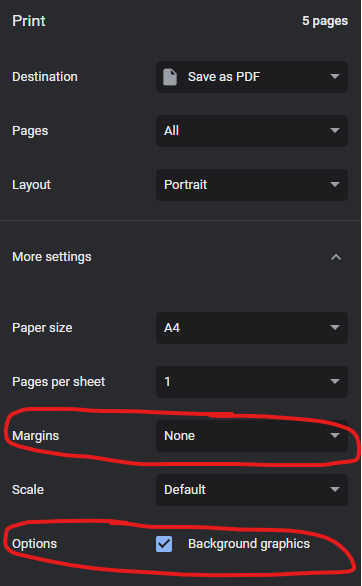 Print 5 pages
Destination Save as PDF
Pages All
Layout Portrait
More settings
Paper size A4
Pages per sheet 1
Margins None
Scale Default
Options Background graphics